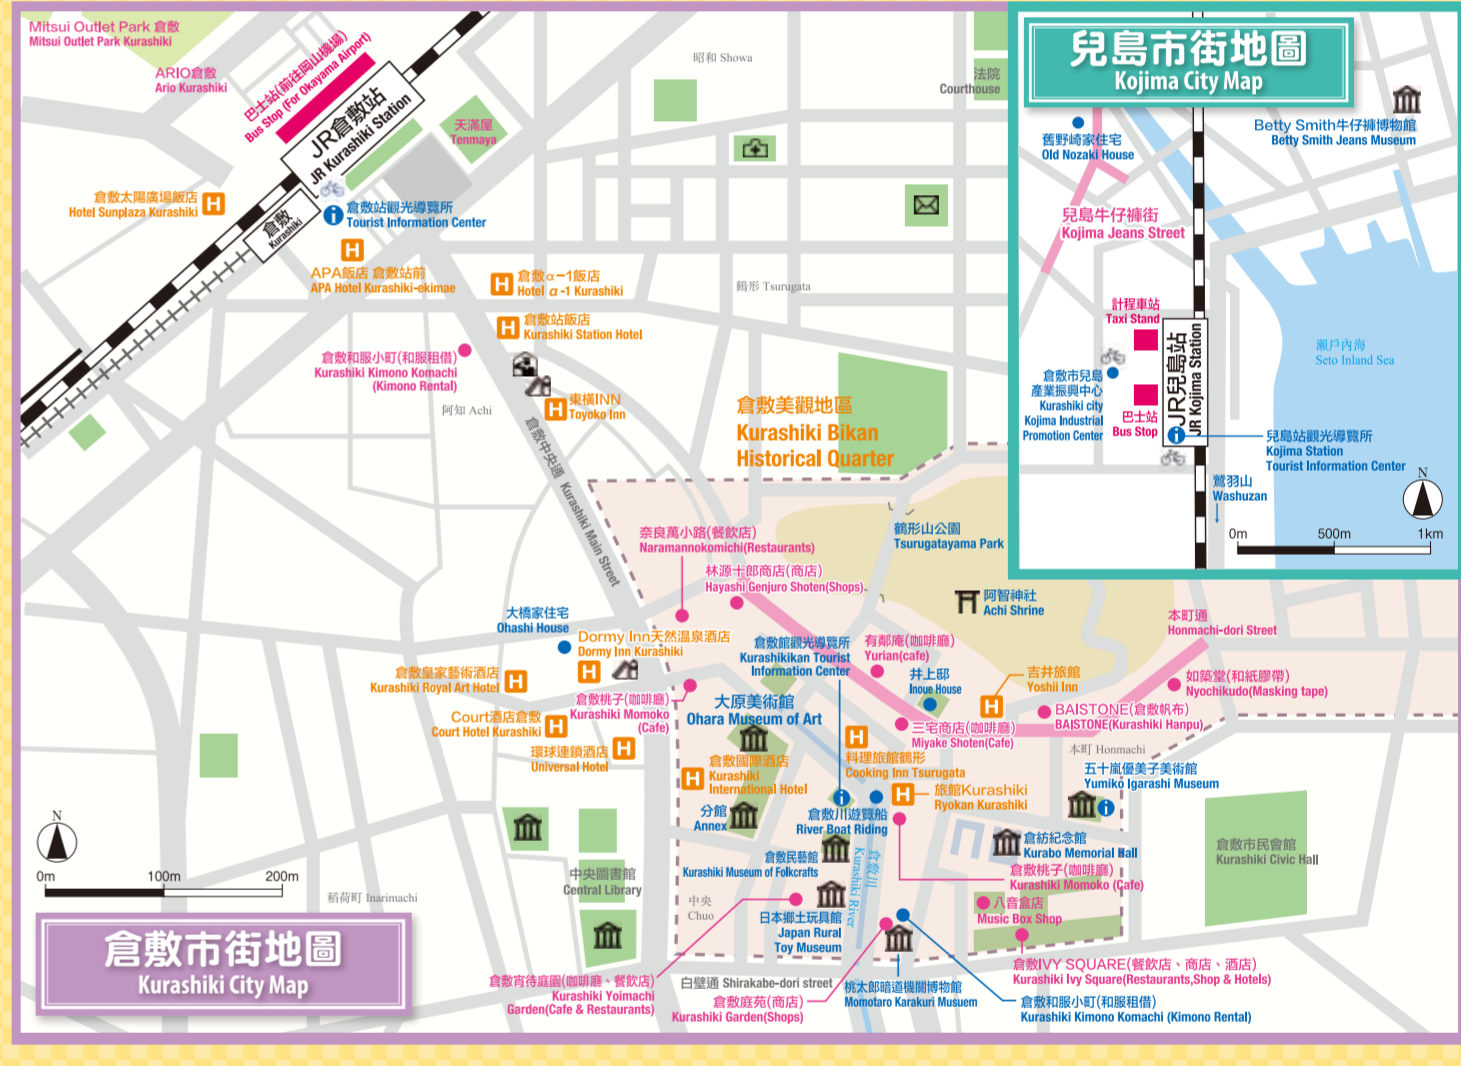 Mitsui Outlet Park 倉敷
Mitsui Outlet Park Kurashiki
ARIO倉敷
Ario Kurashiki
巴士站(前往岡山機場)
Bus Stop (For Okayama Airport)
JR倉敷站
JR Kurashiki Station
天滿屋
Tenmaya
昭和 Showa
法院
Courthouse
倉敷太陽廣場飯店
Hotel Sunplaza Kurashiki
倉敷
Kurashiki
倉敷站觀光導覽所
Tourist Information Center
APA飯店 倉敷站前
APA Hotel Kurashiki-ekimae
倉敷α-1飯店
Hotel α-1 Kurashiki
鶴形 Tsurugata
倉敷站飯店
Kurashiki Station Hotel
倉敷和服小町(和服租借)
Kurashiki Kimono Komachi
(Kimono Rental)
阿知 Achi
東橫INN
Toyoko Inn
倉敷中央通 Kurashiki Main Street
倉敷美觀地區
Kurashiki Bikan
Historical Quarter
奈良萬小路(餐飲店)
Naramannokomichi(Restaurants)
林源十郎商店(商店)
Hayashi Genjuro Shoten(Shops)
鶴形山公園
Tsurugatayama Park
阿智神社
Achi Shrine
本町通
Honmachi-dori Street
大橋家住宅
Ohashi House
Dormy Inn天然温泉酒店
Dormy Inn Kurashiki
倉敷館觀光導覽所
Kurashikikan Tourist
Information Center
有鄰庵(咖啡廳)
Yurian(cafe)
井上邸
Inoue House
吉井旅館
Yoshii Inn
如築堂(和紙膠帶)
Nyochikudo(Masking tape)
倉敷皇家藝術酒店
Kurashiki Royal Art Hotel
倉敷桃子(咖啡廳)
Kurashiki Momoko
(Cafe)
大原美術館
Ohara Museum of Art
BAISTONE(倉敷帆布)
BAISTONE(Kurashiki Hanpu)
Court酒店倉敷
Court Hotel Kurashiki
三宅商店(咖啡廳)
Miyake Shoten(Cafe)
本町 Honmachi
環球連鎖酒店
Universal Hotel
倉敷國際酒店
Kurashiki
International Hotel
料理旅館鶴形
Cooking Inn Tsurugata
五十嵐優美子美術館
Yumiko Igarashi Museum
旅館Kurashiki
Ryokan Kurashiki
分館
Annex
倉敷川遊覽船
River Boat Riding
倉紡紀念館
Kurabo Memorial Hall
倉敷市民會館
Kurashiki Civic Hall
倉敷民藝館
Kurashiki Museum of Folkcrafts
倉敷川
Kurashiki River
倉敷桃子(咖啡廳)
Kurashiki Momoko (Cafe)
中央圖書館
Central Library
中央
Chuo
八音盒店
Music Box Shop
日本鄉土玩具館
Japan Rural
Toy Museum
N
0m 100m 200m
稻荷町 Inarimachi
倉敷市街地圖
Kurashiki City Map
倉敷宵待庭園(咖啡廳、餐飲店)
Kurashiki Yoimachi
Garden(Cafe & Restaurants)
白壁通 Shirakabe-dori street
倉敷庭苑(商店)
Kurashiki Garden(Shops)
桃太郎暗道機關博物館
Momotaro Karakuri Musuem
倉敷IVY SQUARE(餐飲店、商店、酒店)
Kurashiki Ivy Square(Restaurants,Shop & Hotels)
倉敷和服小町(和服租借)
Kurashiki Kimono Komachi (Kimono Rental)
兒島市街地圖
Kojima City Map
舊野崎家住宅
Old Nozaki House
Betty Smith牛仔褲博物館
Betty Smith Jeans Museum
兒島牛仔褲街
Kojima Jeans Street
計程車站
Taxi Stand
JR兒島站
JR Kojima Station
瀨戶內海
Seto Inland Sea
倉敷市兒島
產業振興中心
Kurashiki city
Kojima Industrial
Promotion Center
巴士站
Bus Stop
兒島站觀光導覽所
Kojima Station
Tourist Information Center
鷲羽山
Washuzan
N
0m 500m 1km